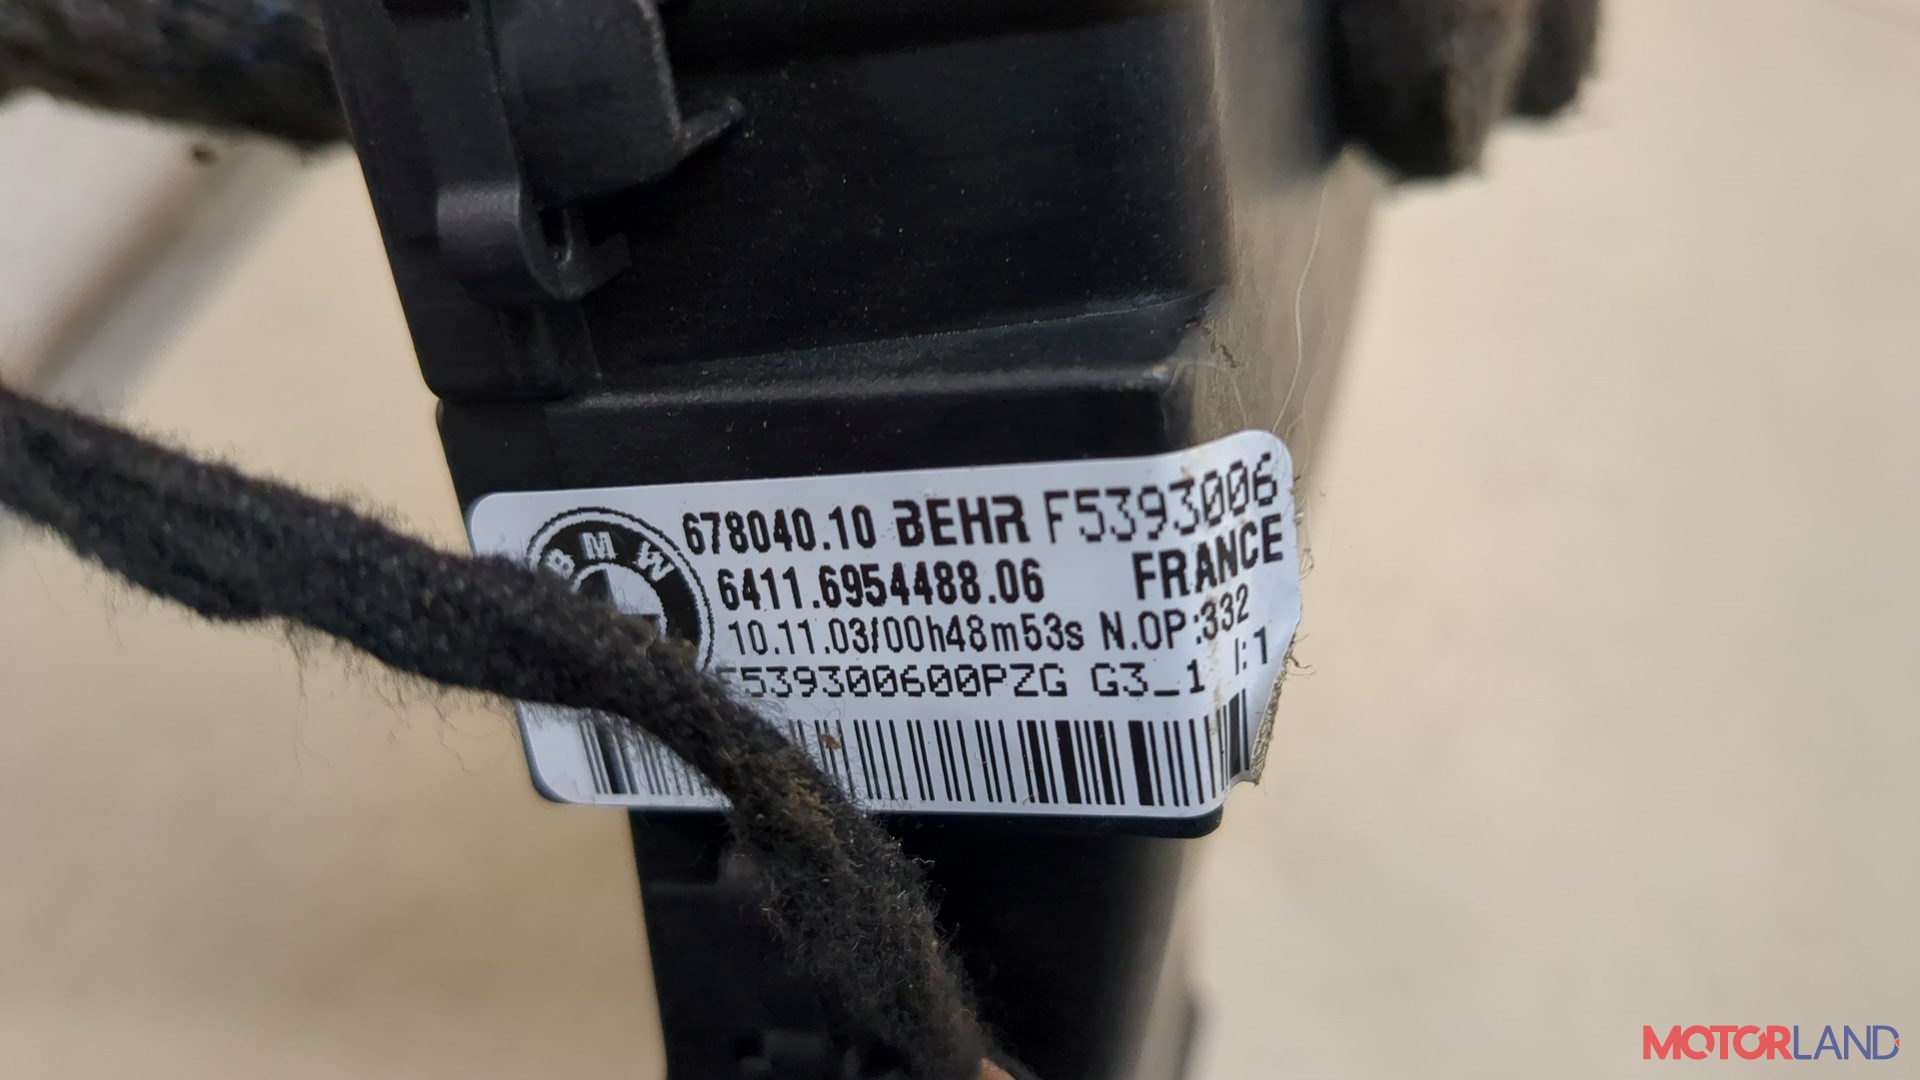 678040.10 BEHR F5393006
BMW
6411.6954488.06 FRANCE
10.11.03/00h48m53s N.OP:332
F539300600PZG G3_1 I:1
MOTORLAND